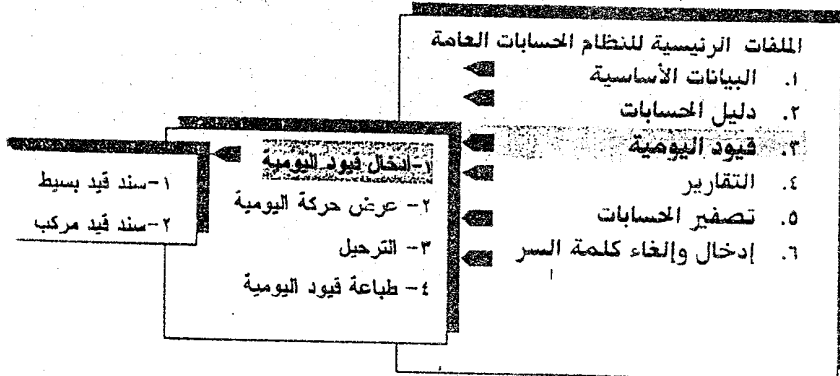 الملفات الرئيسية للنظام الحسابات العامة
١. البيانات الأساسية
٢. دليل الحسابات
٣. قيود اليومية
٤. التقارير
٥. تصفير الحسابات
٦. إدخال وإلغاء كلمة السر
١-ادخال قيود اليومية
٢- عرض حركة اليومية
٣- الترحيل
٤- طباعة قيود اليومية
١-سند قيد بسيط
٢-سند قيد مركب